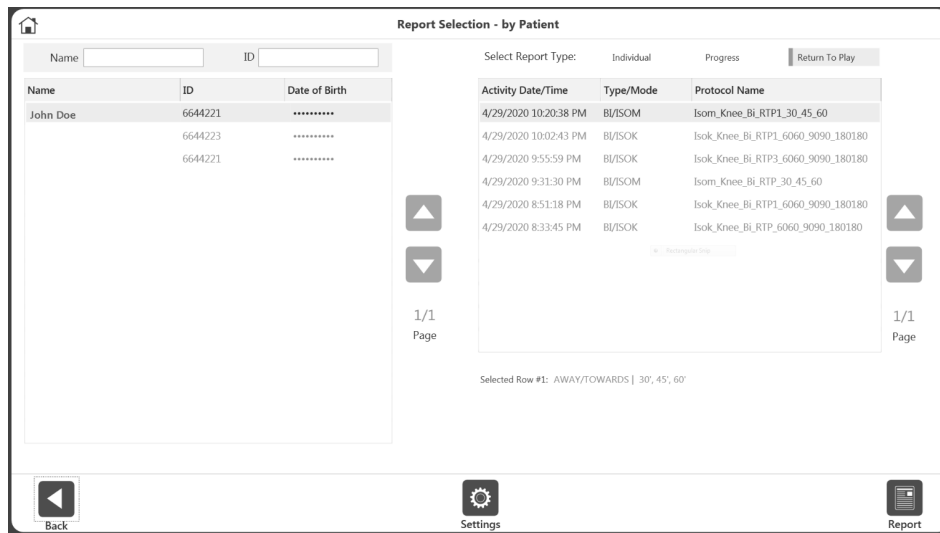 Report Selection - by Patient
Name ID
Name ID Date of Birth
John Doe 6644221 ••••••••••
6644223 ••••••••••
6644221 ••••••••••
1/1
Page
Select Report Type: Individual Progress Return To Play
Activity Date/Time Type/Mode Protocol Name
4/29/2020 10:20:38 PM BI/ISOM Isom_Knee_Bi_RTP1_30_45_60
4/29/2020 10:02:43 PM BI/ISOK Isok_Knee_Bi_RTP1_6060_9090_180180
4/29/2020 9:55:59 PM BI/ISOK Isok_Knee_Bi_RTP3_6060_9090_180180
4/29/2020 9:31:30 PM BI/ISOM Isom_Knee_Bi_RTP_30_45_60
4/29/2020 8:51:18 PM BI/ISOK Isok_Knee_Bi_RTP1_6060_9090_180180
4/29/2020 8:33:45 PM BI/ISOK Isok_Knee_Bi_RTP_6060_9090_180180
Rectangular Snip
1/1
Page
Selected Row #1: AWAY/TOWARDS | 30', 45', 60'
Back Settings Report